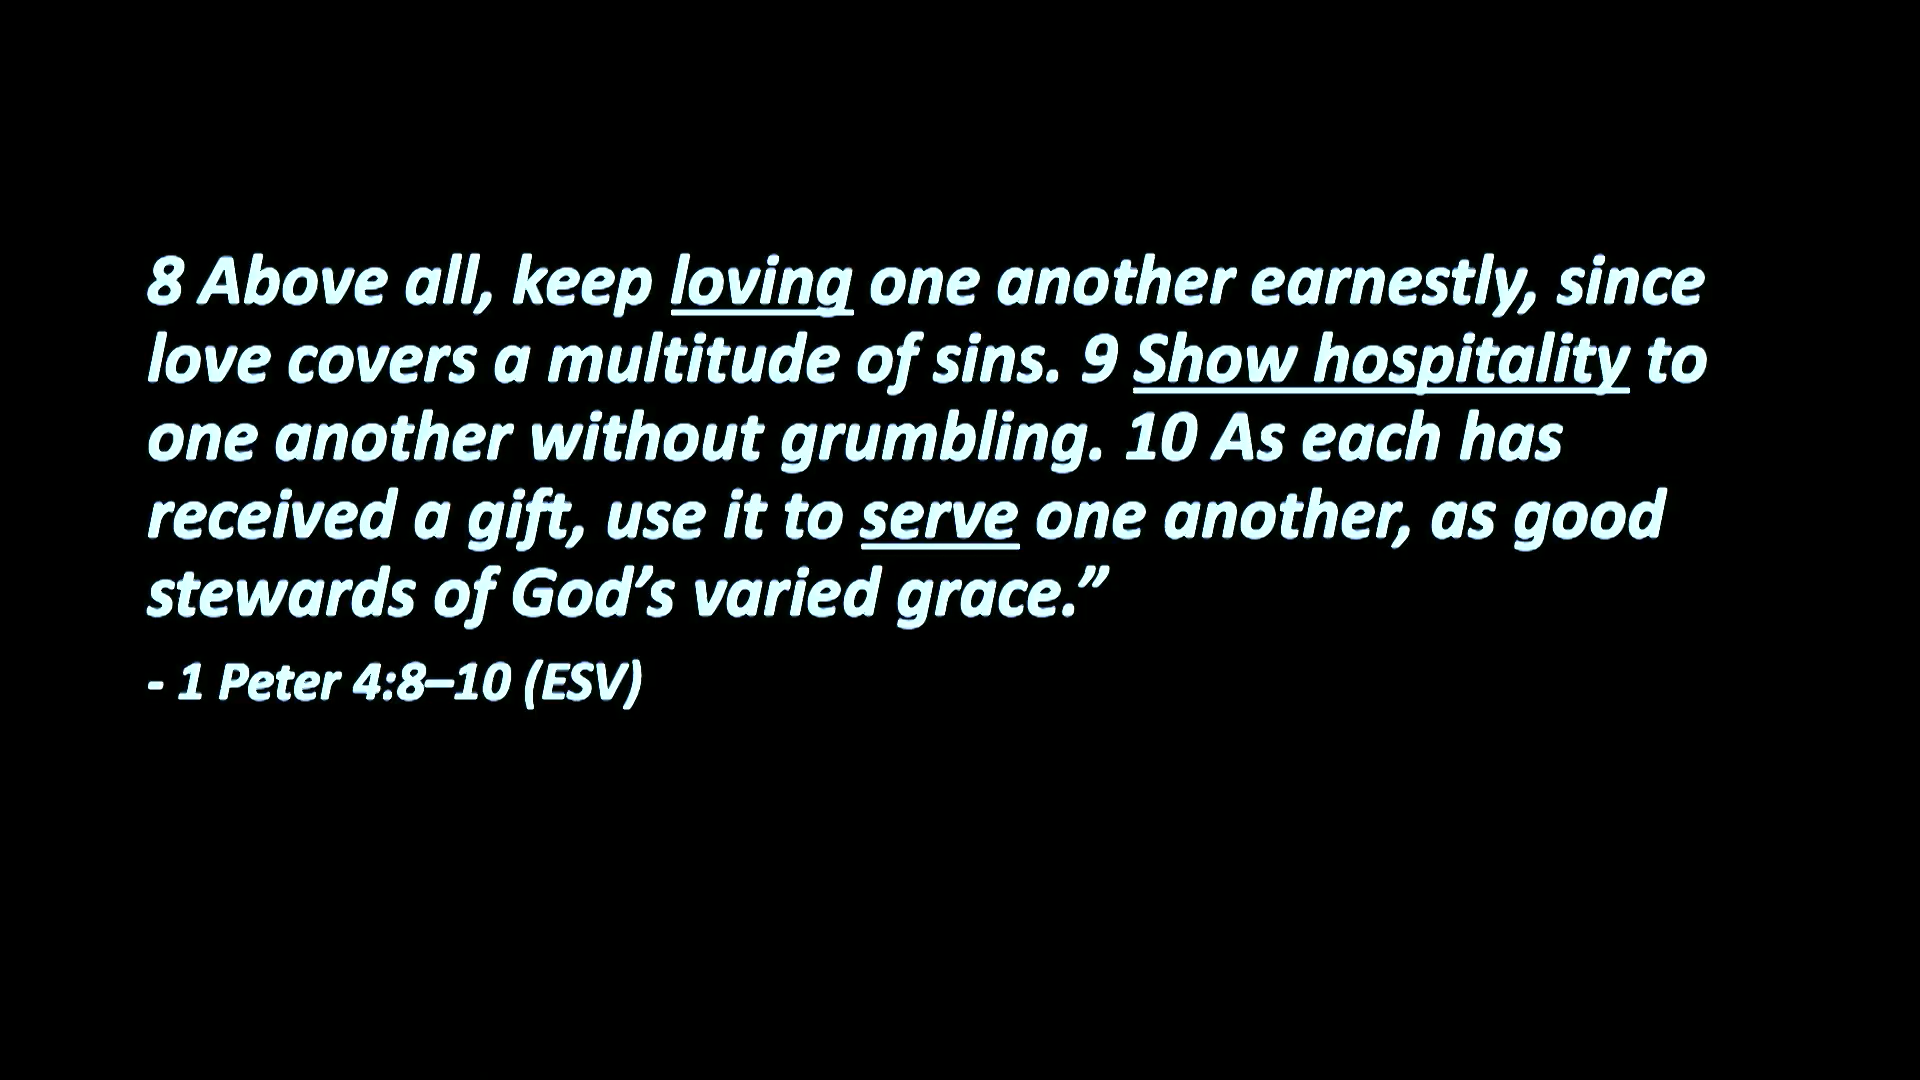 8 Above all, keep loving one another earnestly, since
love covers a multitude of sins. 9 Show hospitality to
one another without grumbling. 10 As each has
received a gift, use it to serve one another, as good
stewards of God’s varied grace.”
- 1 Peter 4:8–10 (ESV)